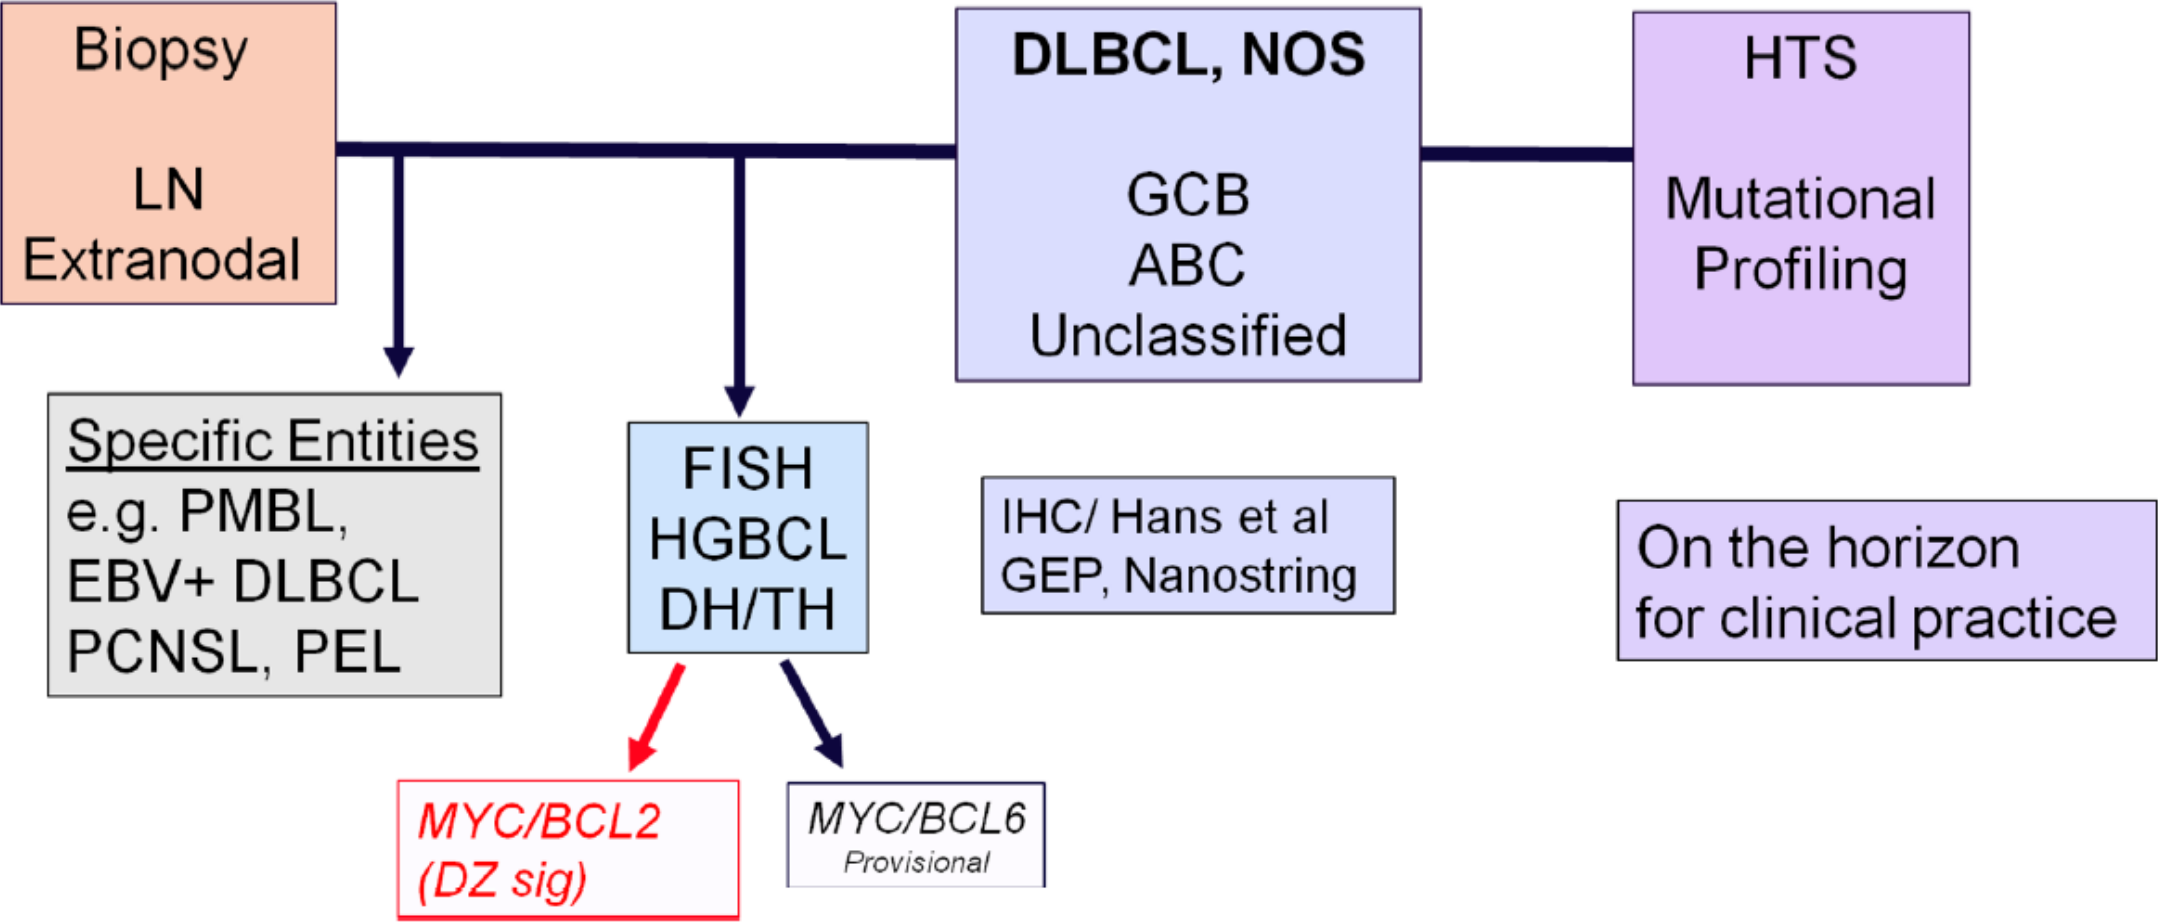 Biopsy
LN
Extranodal
DLBCL, NOS
GCB
ABC
Unclassified
HTS
Mutational
Profiling
Specific Entities
e.g. PMBL,
EBV+ DLBCL
PCNSL, PEL
FISH
HGBCL
DH/TH
IHC/ Hans et al
GEP, Nanostring
On the horizon
for clinical practice
MYC/BCL2
(DZ sig)
MYC/BCL6
Provisional